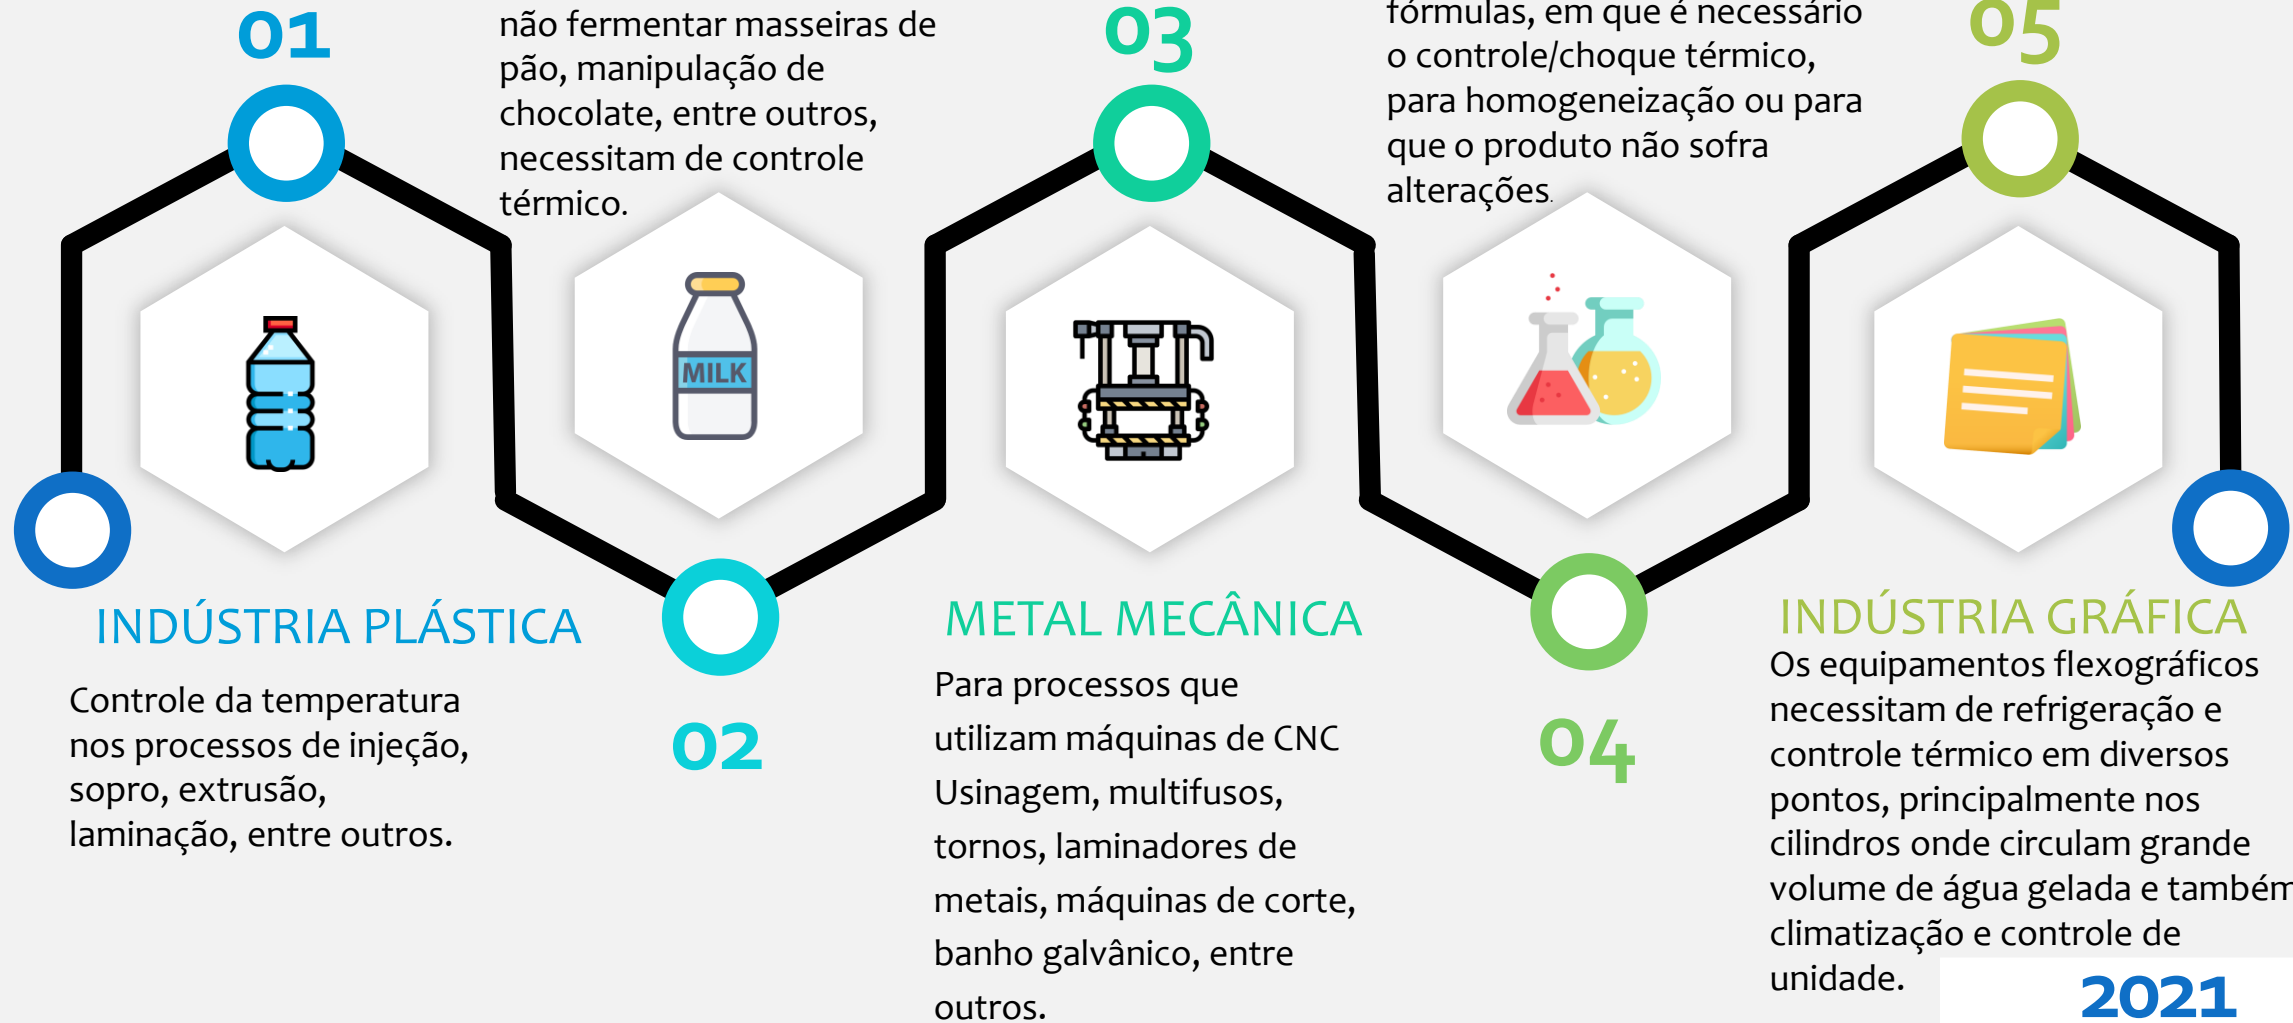 01
não fermentar masseiras de
pão, manipulação de
chocolate, entre outros,
necessitam de controle
térmico.
03
fórmulas, em que é necessário
o controle/choque térmico,
para homogeneização ou para
que o produto não sofra
alterações.
05
MILK
INDÚSTRIA PLÁSTICA
Controle da temperatura
nos processos de injeção,
sopro, extrusão,
laminação, entre outros.
02
METAL MECÂNICA
Para processos que
utilizam máquinas de CNC
Usinagem, multifusos,
tornos, laminadores de
metais, máquinas de corte,
banho galvânico, entre
outros.
04
INDÚSTRIA GRÁFICA
Os equipamentos flexográficos
necessitam de refrigeração e
controle térmico em diversos
pontos, principalmente nos
cilindros onde circulam grande
volume de água gelada e também
climatização e controle de
unidade.
2021